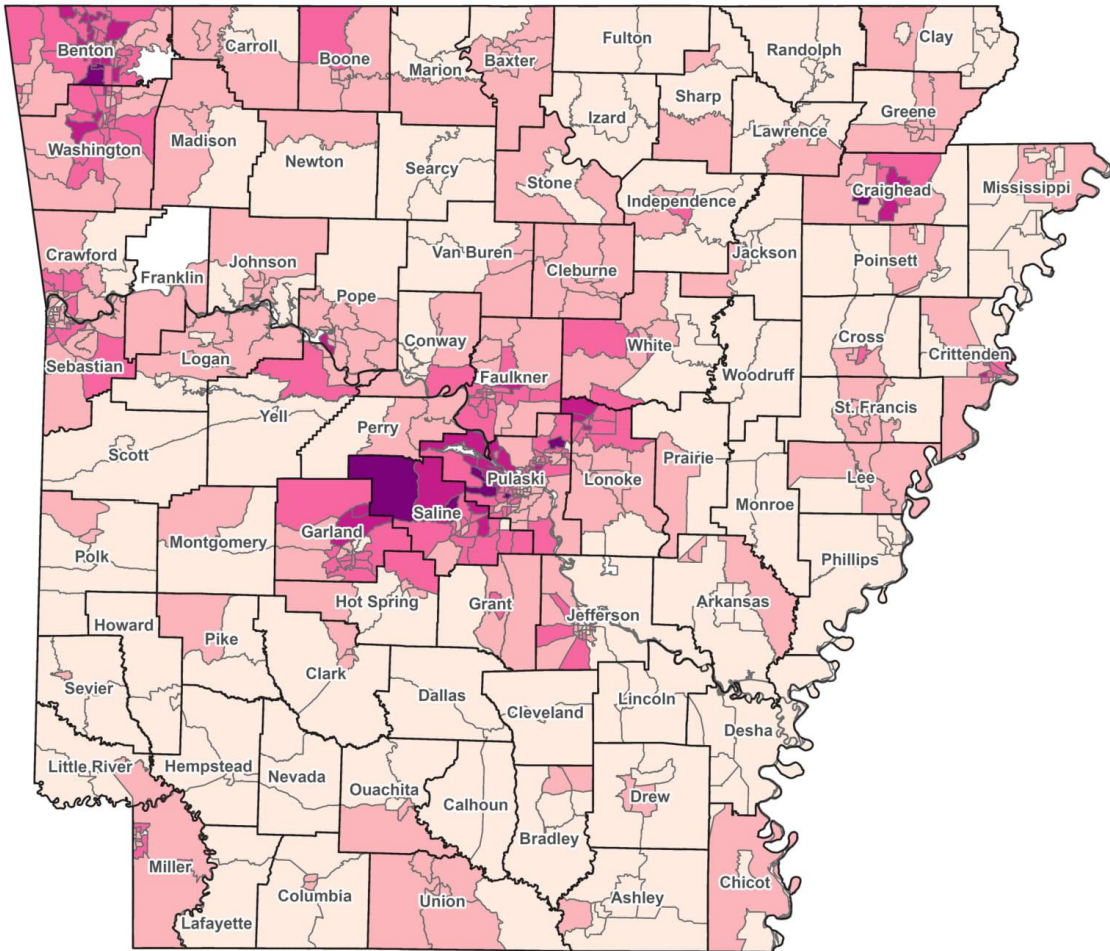 Benton
Carroll
Boone
Marion
Baxter
Fulton
Randolph
Clay
Sharp
Izard
Greene
Lawrence
Washington
Madison
Newton
Searcy
Stone
Independence
Craighead
Mississippi
Crawford
Franklin
Johnson
Van Buren
Cleburne
Jackson
Poinsett
Pope
Conway
White
Cross
Crittenden
Sebastian
Logan
Faulkner
Woodruff
St. Francis
Yell
Perry
Scott
Pulaski
Lonoke
Prairie
Lee
Monroe
Saline
Garland
Polk
Montgomery
Phillips
Hot Spring
Grant
Jefferson
Arkansas
Howard
Pike
Clark
Sevier
Dallas
Cleveland
Lincoln
Desha
Little River
Hempstead
Nevada
Ouachita
Calhoun
Drew
Bradley
Miller
Lafayette
Columbia
Union
Ashley
Chicot